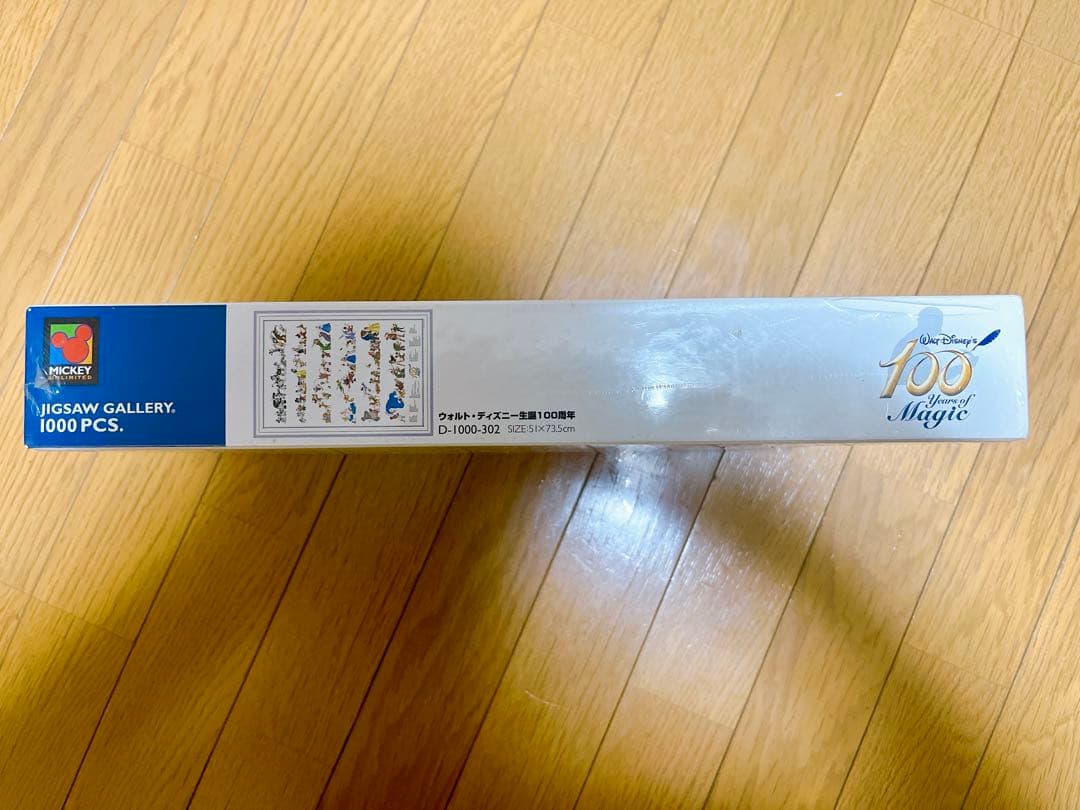 MICKEY
UNLIMITED
JIGSAW GALLERY®
1000 PCS.
ウォルト・ディズニー生誕100周年
D-1000-302 SIZE:51×73.5cm
WALT DISNEY'S
100
Years of
Magic